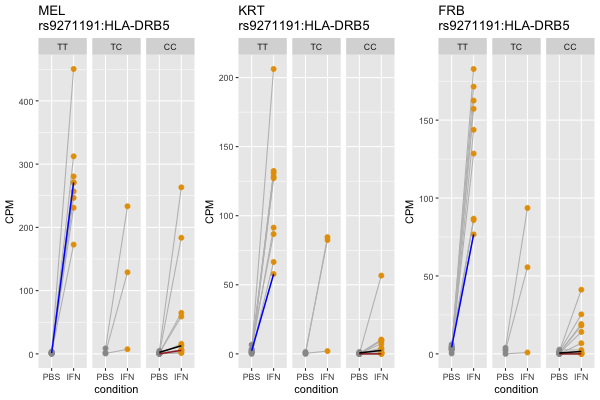 MEL
rs9271191:HLA-DRB5
TT TC CC
CPM
400
300
200
100
0
PBS IFN PBS IFN PBS IFN
condition
KRT
rs9271191:HLA-DRB5
TT TC CC
CPM
200
150
100
50
0
PBS IFN PBS IFN PBS IFN
condition
FRB
rs9271191:HLA-DRB5
TT TC CC
CPM
150
100
50
0
PBS IFN PBS IFN PBS IFN
condition